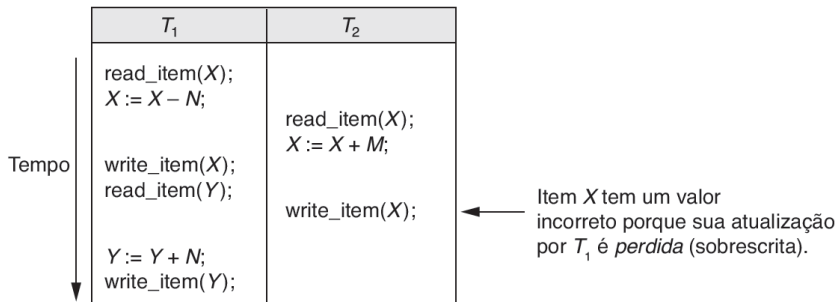 T1 T2
read_item(X);
X := X – N;
read_item(X);
X := X + M;
Tempo
write_item(X);
read_item(Y);
write_item(X);
Item X tem um valor
incorreto porque sua atualização
por T1 é perdida (sobrescrita).
Y := Y + N;
write_item(Y);